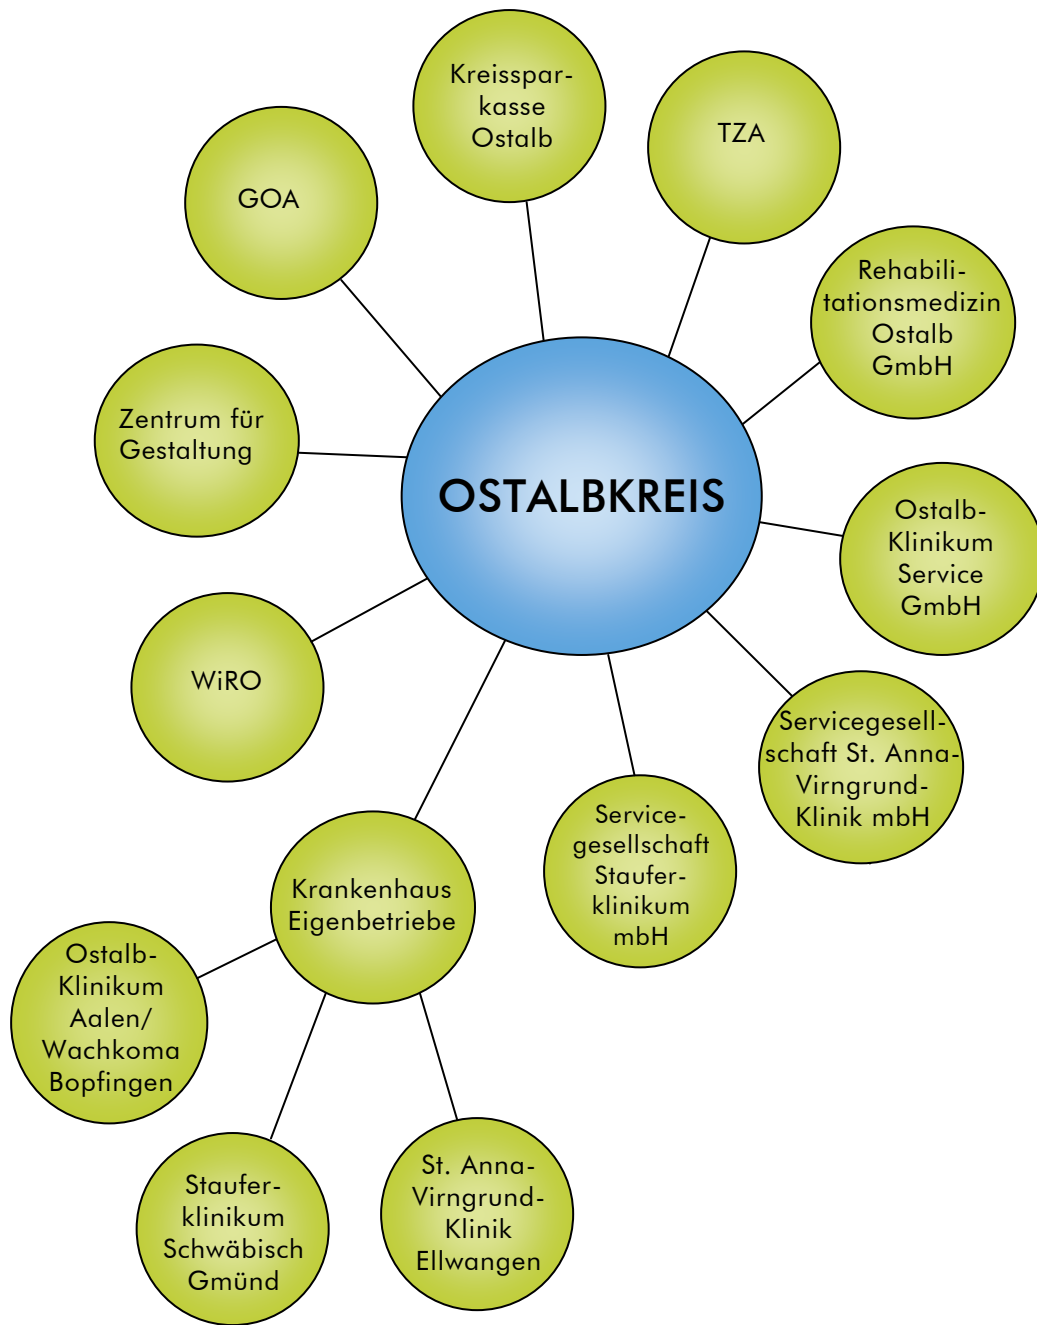 Kreisspar-
kasse
Ostalb
TZA
GOA
Rehabili-
tationsmedizin
Ostalb
GmbH
Zentrum für
Gestaltung
OSTALBKREIS
Ostalb-
Klinikum
Service
GmbH
WiRO
Servicegesell-
schaft St. Anna-
Virngrund-
Klinik mbH
Service-
gesellschaft
Staufer-
klinikum
mbH
Krankenhaus
Eigenbetriebe
Ostalb-
Klinikum
Aalen/
Wachkoma
Bopfingen
Staufer-
klinikum
Schwäbisch
Gmünd
St. Anna-
Virngrund-
Klinik
Ellwangen